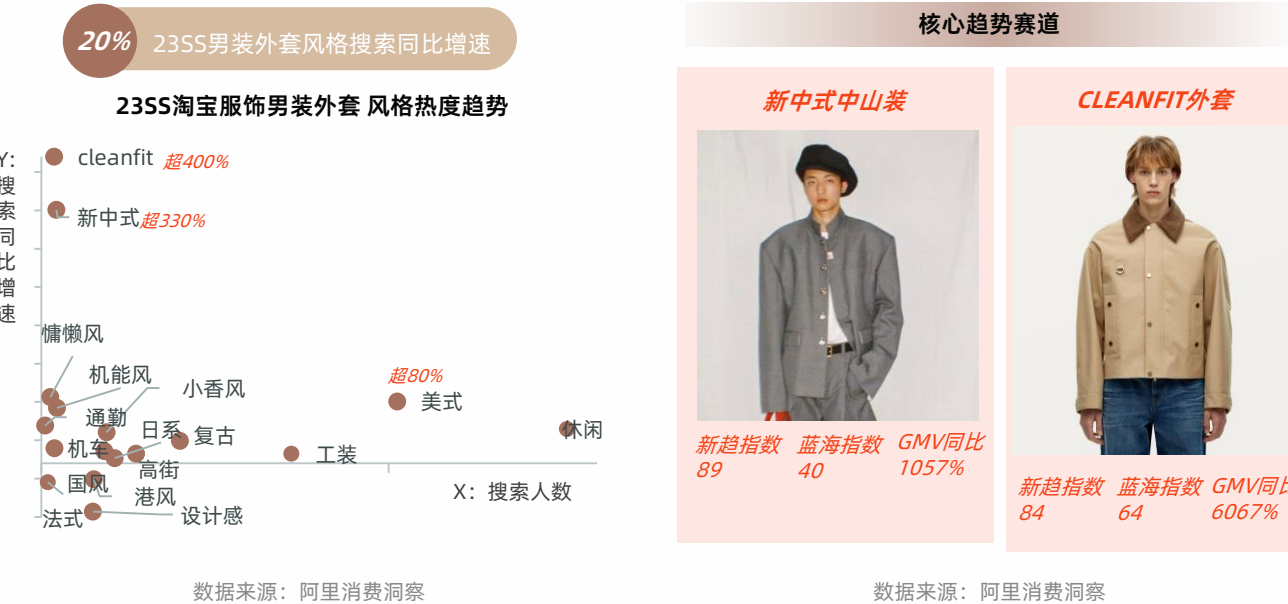 20% 23SS男装外套风格搜索同比增速
23SS淘宝服饰男装外套 风格热度趋势
Y：
搜
索
同
比
增
速
cleanfit 超400%
新中式 超330%
慵懒风
机能风
小香风
超80%
美式
通勤
日系
复古
休闲
机车
工装
高街
国风
港风
X：搜索人数
法式
设计感
数据来源：阿里消费洞察
核心趋势赛道
新中式中山装
新趋指数 蓝海指数 GMV同比
89 40 1057%
CLEANFIT外套
新趋指数 蓝海指数 GMV同比
84 64 6067%
数据来源：阿里消费洞察